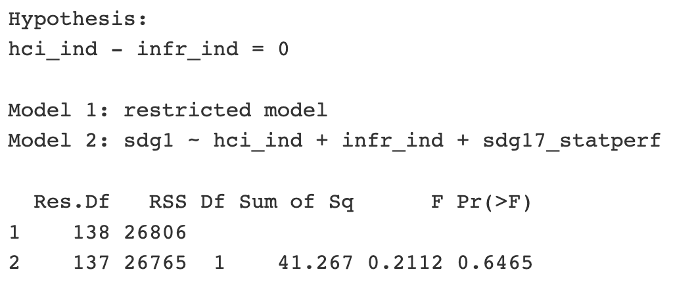 Hypothesis:
hci_ind - infr_ind = 0
Model 1: restricted model
Model 2: sdg1 ~ hci_ind + infr_ind + sdg17_statperf
Res.Df RSS Df Sum of Sq F Pr(>F)
1 138 26806
2 137 26765 1 41.267 0.2112 0.6465